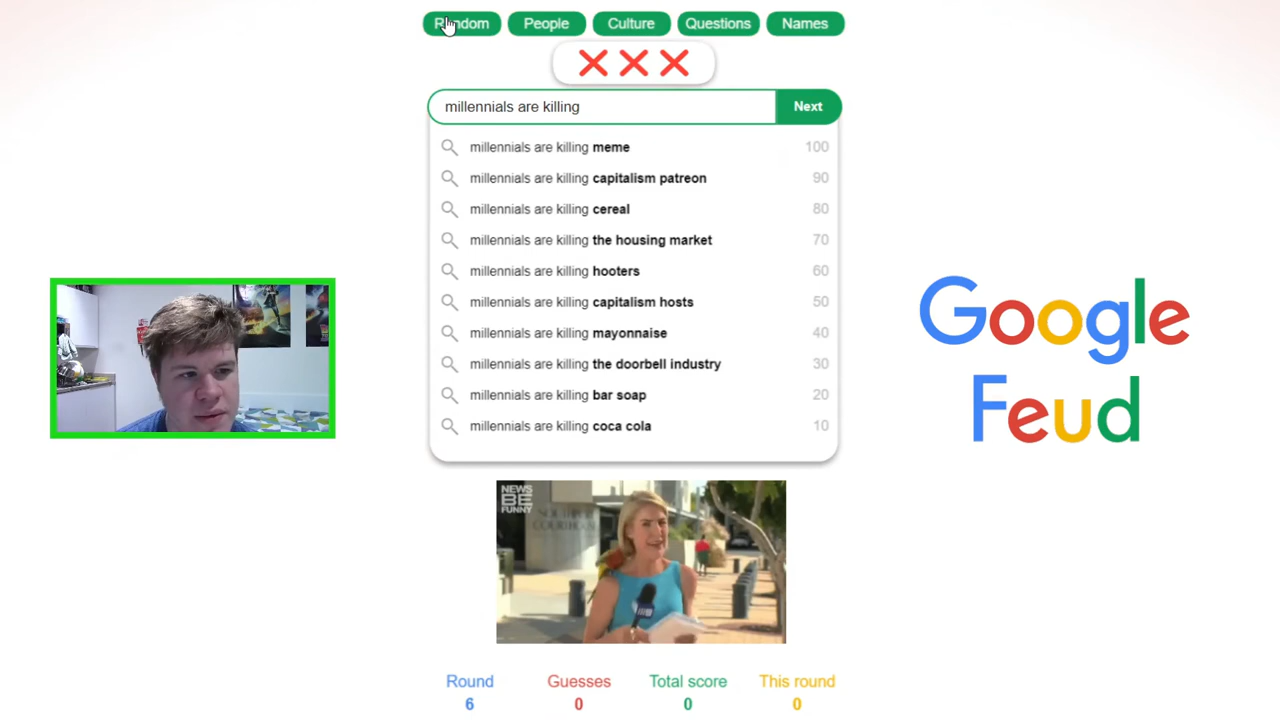 Random People Culture Questions Names
millennials are killing Next
millennials are killing meme 100
millennials are killing capitalism patreon 90
millennials are killing cereal 80
millennials are killing the housing market 70
millennials are killing hooters 60
millennials are killing capitalism hosts 50
millennials are killing mayonnaise 40
millennials are killing the doorbell industry 30
millennials are killing bar soap 20
millennials are killing coca cola 10
Google
Feud
NEWS
BE
FUNNY
Round Guesses Total score This round
6 0 0 0